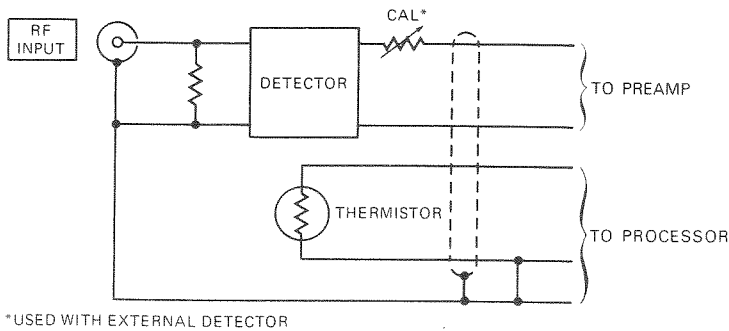 CAL*
RF
INPUT
DETECTOR
TO PREAMP
THERMISTOR
TO PROCESSOR
*USED WITH EXTERNAL DETECTOR